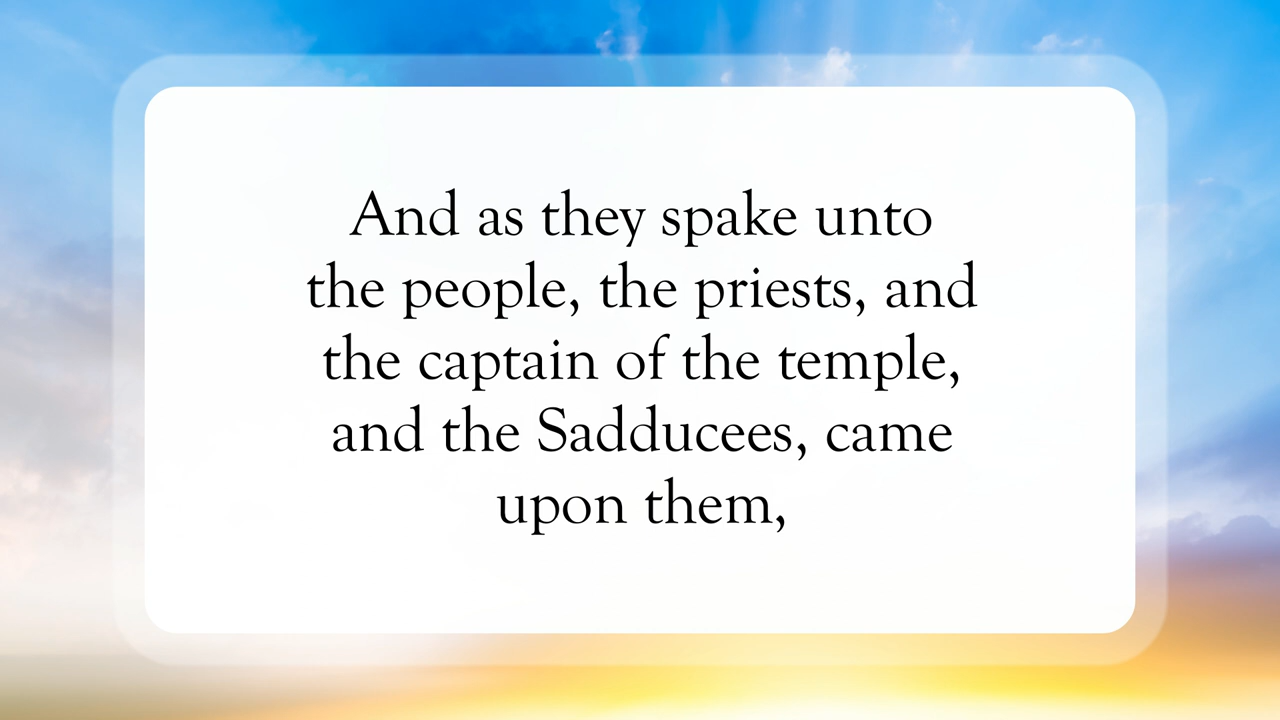 And as they spake unto
the people, the priests, and
the captain of the temple,
and the Sadducees, came
upon them,